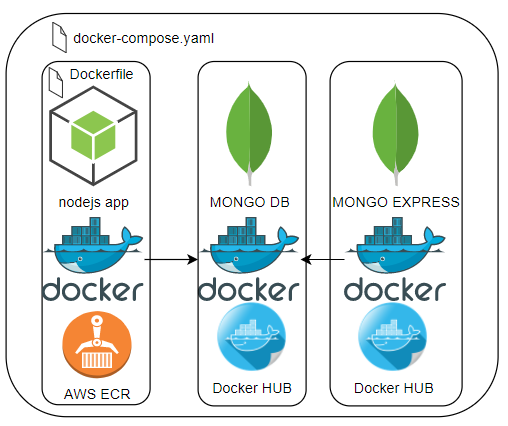 docker-compose.yaml
Dockerfile
nodejs app
MONGO DB
MONGO EXPRESS
docker
docker
docker
AWS ECR
Docker HUB
Docker HUB